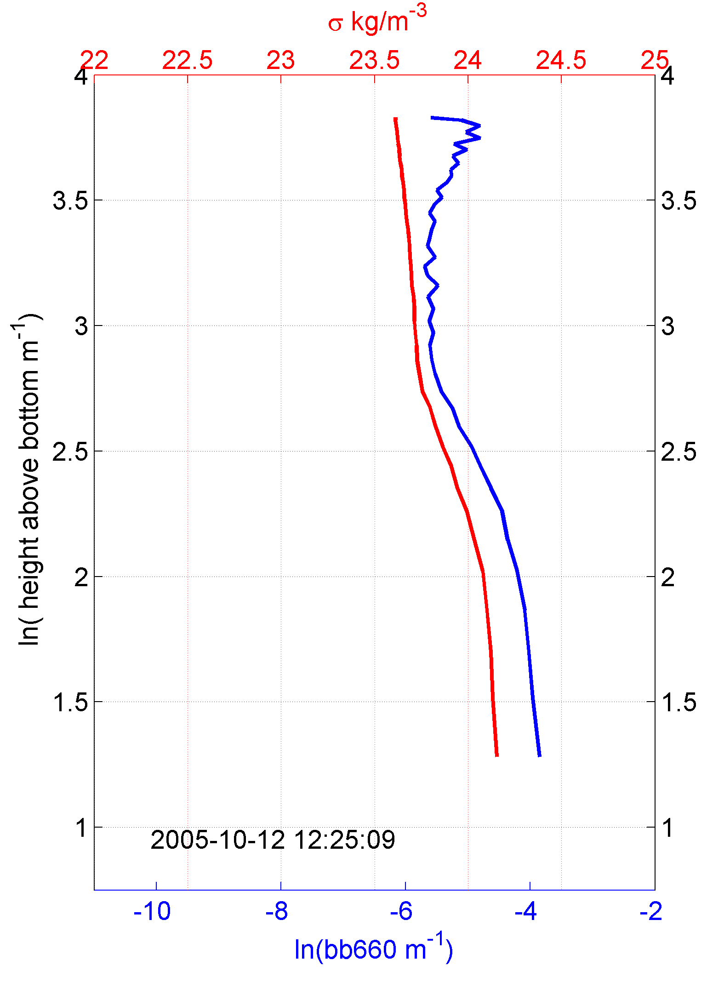 σ kg/m-3
22 22.5 23 23.5 24 24.5 25
4 4
3.5 3.5
3 3
2.5 2.5
2 2
1.5 1.5
1 1
ln( height above bottom m-1)
2005-10-12 12:25:09
-10 -8 -6 -4 -2
ln(bb660 m-1)